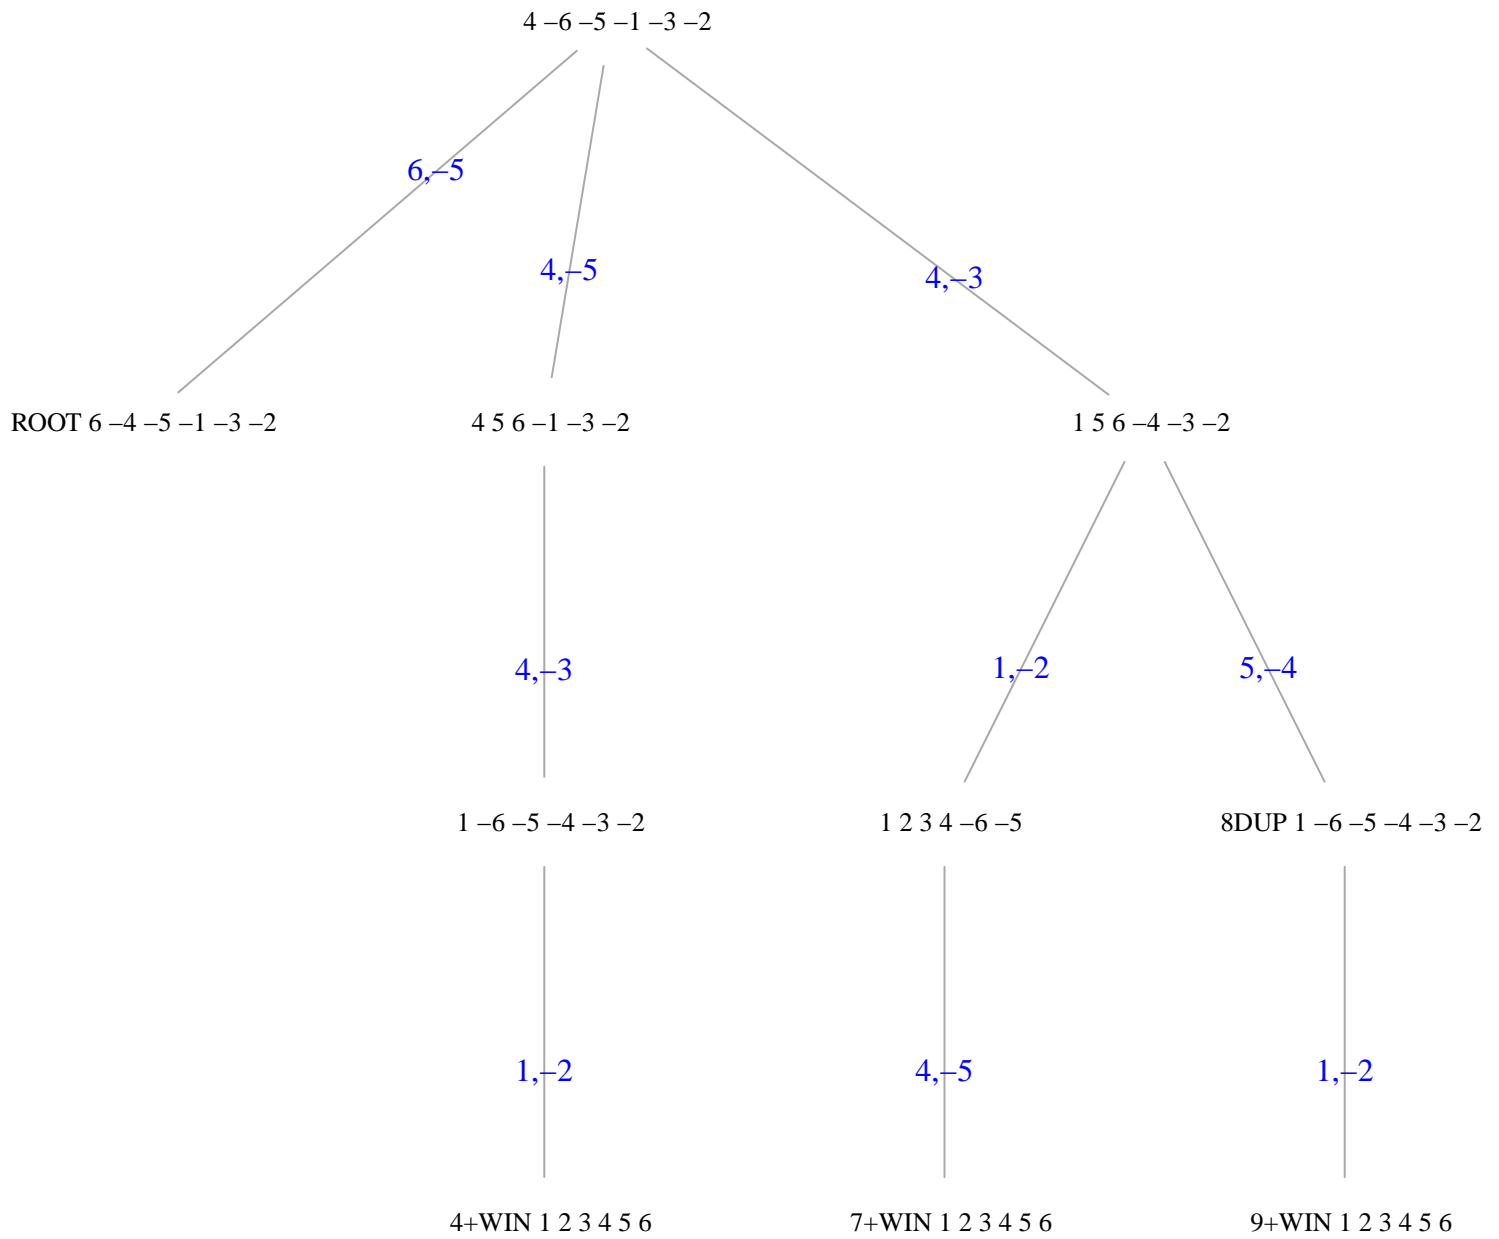 4 –6 –5 –1 –3 –2
6,–5
4,–5
4,–3
ROOT 6 –4 –5 –1 –3 –2
4 5 6 –1 –3 –2
1 5 6 –4 –3 –2
4,–3
1,–2
5,–4
1 –6 –5 –4 –3 –2
1 2 3 4 –6 –5
8DUP 1 –6 –5 –4 –3 –2
1,–2
4,–5
1,–2
4+WIN 1 2 3 4 5 6
7+WIN 1 2 3 4 5 6
9+WIN 1 2 3 4 5 6